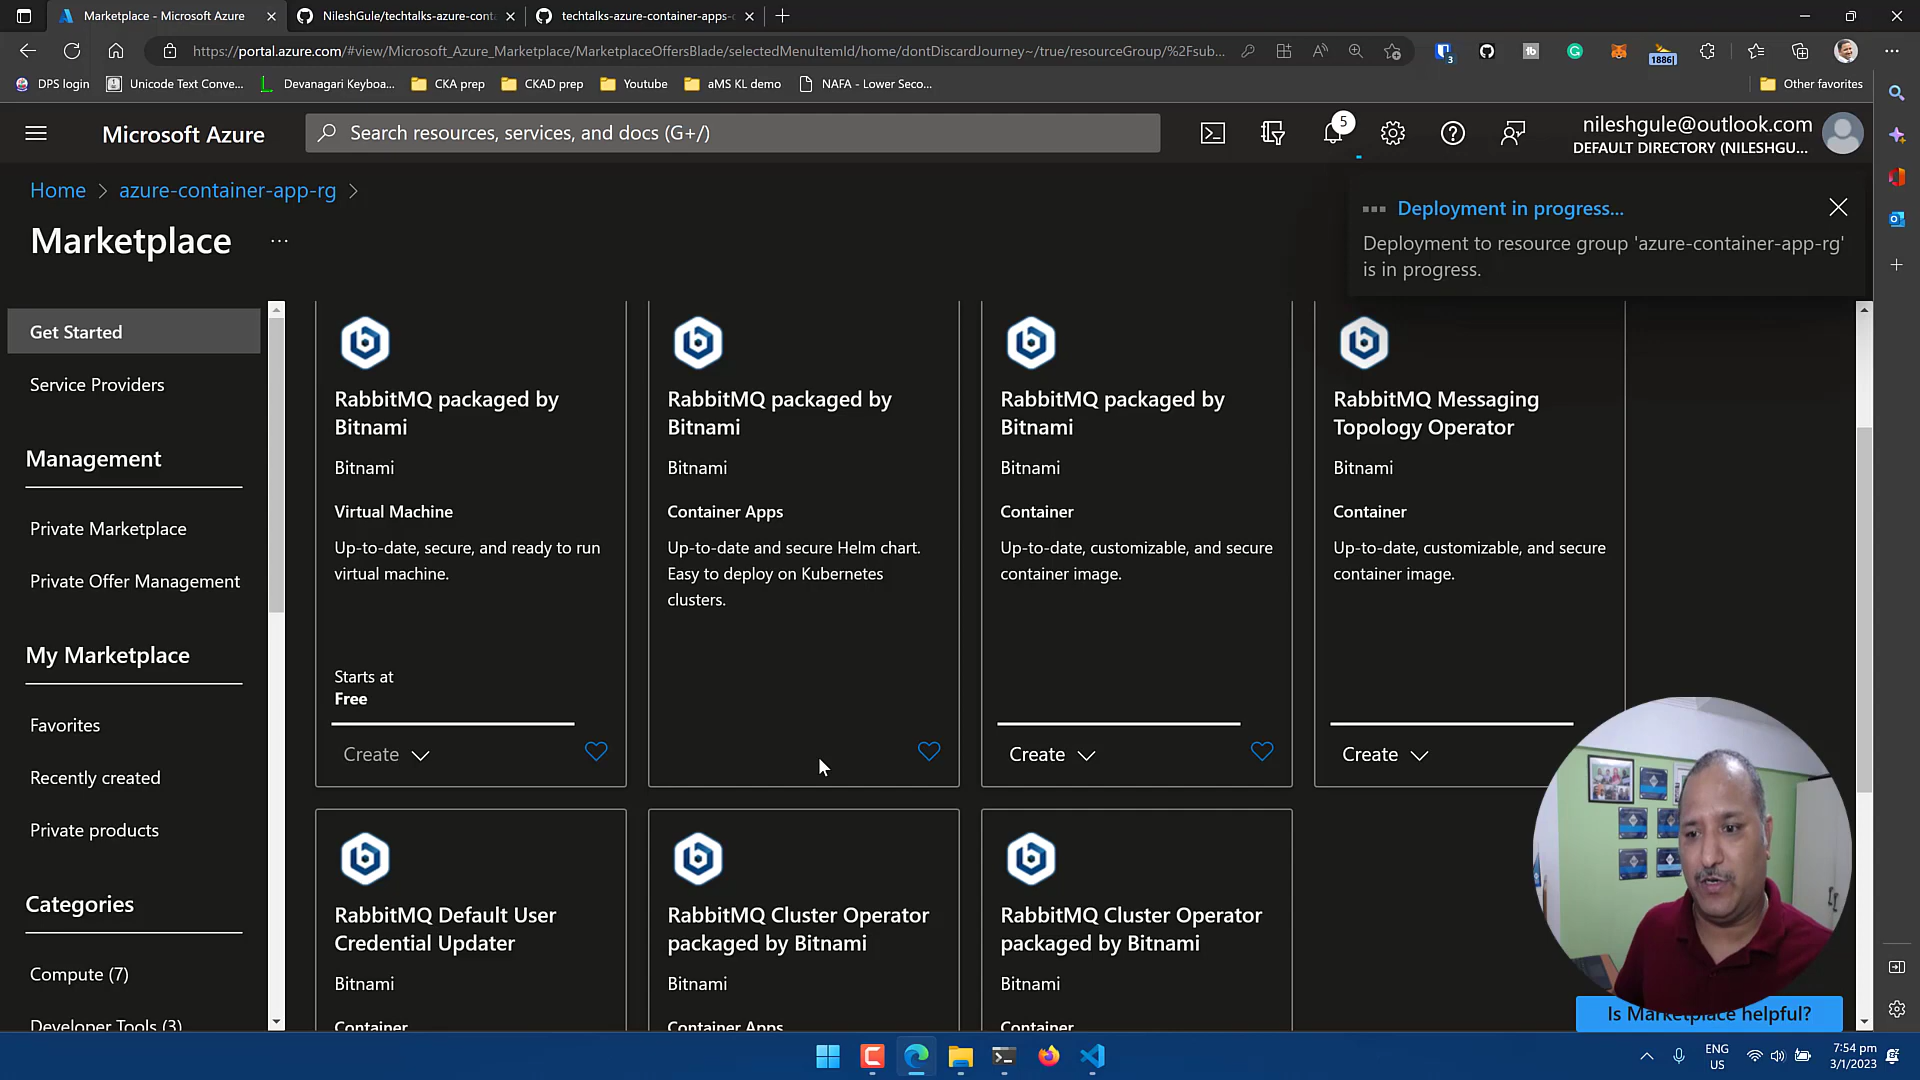 Marketplace - Microsoft Azure
NileshGule/techtalks-azure-conta
techtalks-azure-container-apps-
https://portal.azure.com/#view/Microsoft_Azure_Marketplace/MarketplaceOffersBlade/selectedMenuItemId/home/dontDiscardJourney~/true/resourceGroup/%2Fsub...
3
1886|
DPS login
Unicode Text Conve...
Devanagari Keyboa...
CKA prep
CKAD prep
Youtube
aMS KL demo
NAFA - Lower Seco...
Other favorites
Microsoft Azure
Search resources, services, and docs (G+/)
5
nileshgule@outlook.com
DEFAULT DIRECTORY (NILESHGU...
Home > azure-container-app-rg >
Marketplace ...
Deployment in progress...
Deployment to resource group 'azure-container-app-rg'
is in progress.
Get Started
Service Providers
Management
Private Marketplace
Private Offer Management
My Marketplace
Favorites
Recently created
Private products
Categories
Compute (7)
Developer Tools (3)
RabbitMQ packaged by
Bitnami
Bitnami
Virtual Machine
Up-to-date, secure, and ready to run
virtual machine.
Starts at
Free
Create
RabbitMQ packaged by
Bitnami
Bitnami
Container Apps
Up-to-date and secure Helm chart.
Easy to deploy on Kubernetes
clusters.
RabbitMQ packaged by
Bitnami
Bitnami
Container
Up-to-date, customizable, and secure
container image.
Create
RabbitMQ Messaging
Topology Operator
Bitnami
Container
Up-to-date, customizable, and secure
container image.
Create
RabbitMQ Default User
Credential Updater
Bitnami
Container
RabbitMQ Cluster Operator
packaged by Bitnami
Bitnami
Container Apps
RabbitMQ Cluster Operator
packaged by Bitnami
Bitnami
Container
Is Marketplace helpful?
ENG
US
7:54 pm
3/1/2023